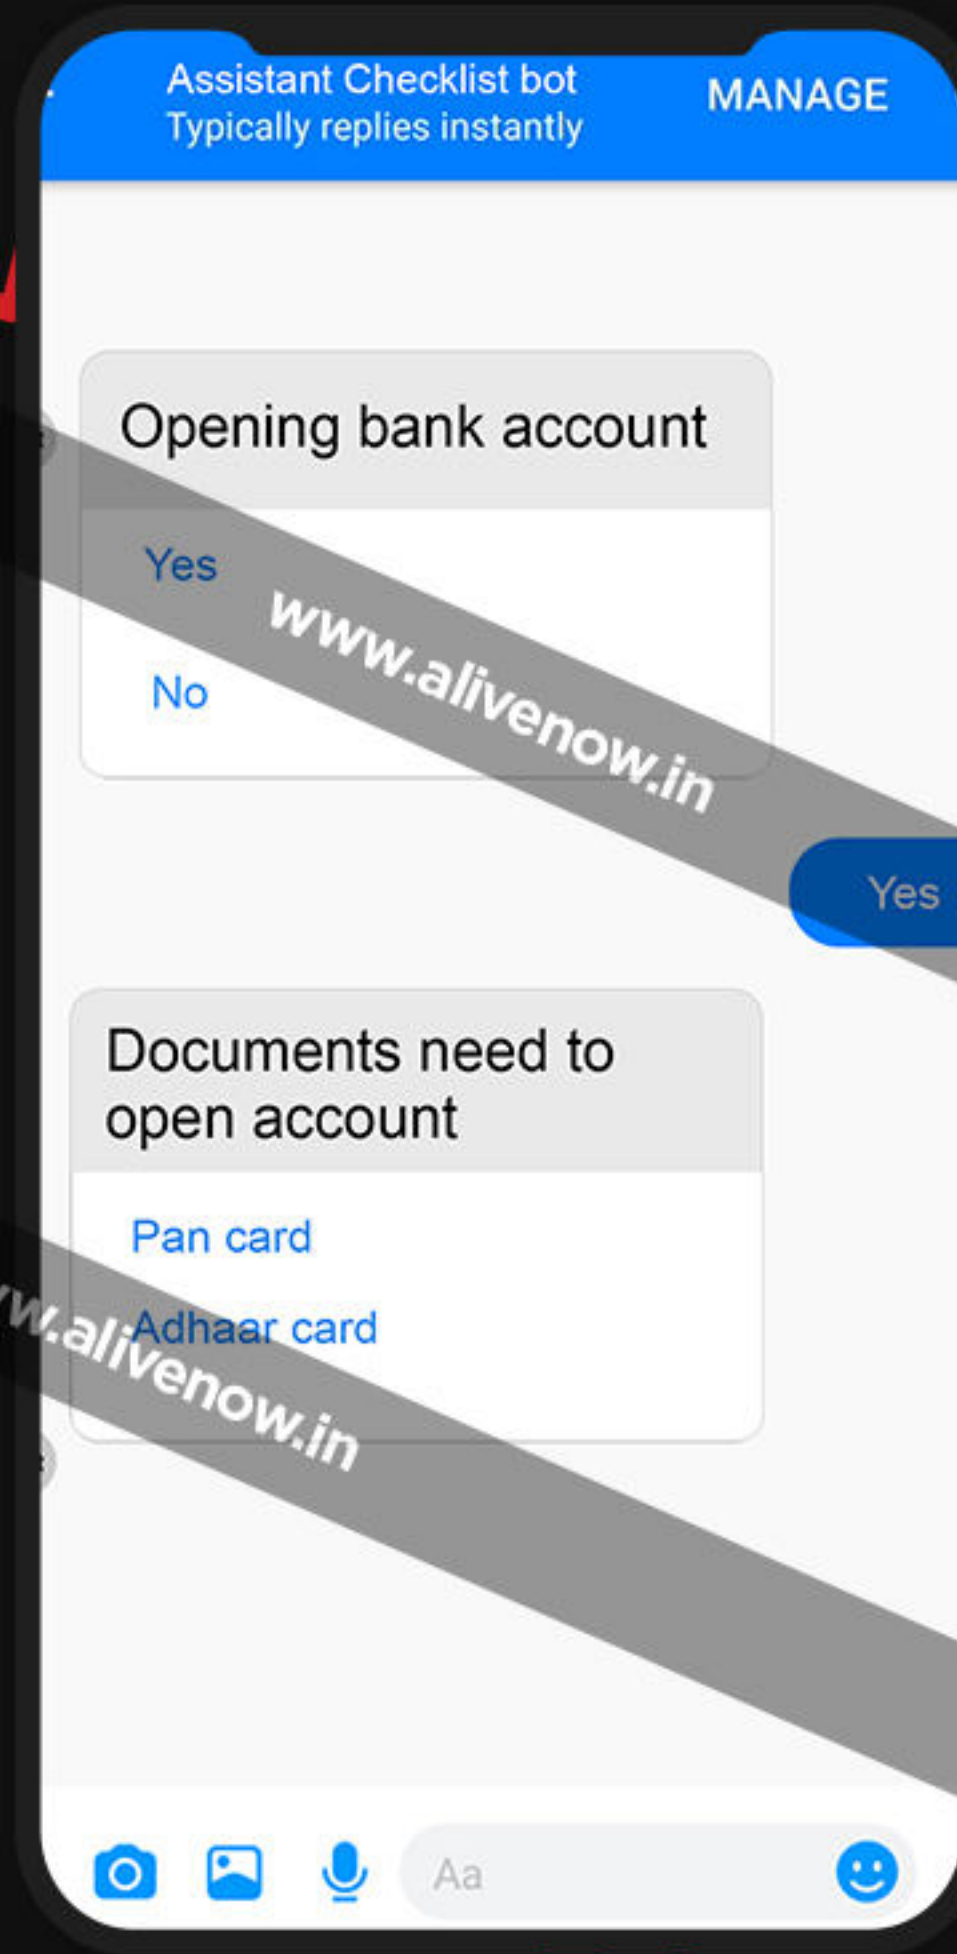 Assistant Checklist bot
MANAGE
Typically replies instantly
Opening bank account
Yes
www.alivenow.in
No
Yes
Documents need to
open account
Pan card
Adhaar card
w.alivenow.in
Aa